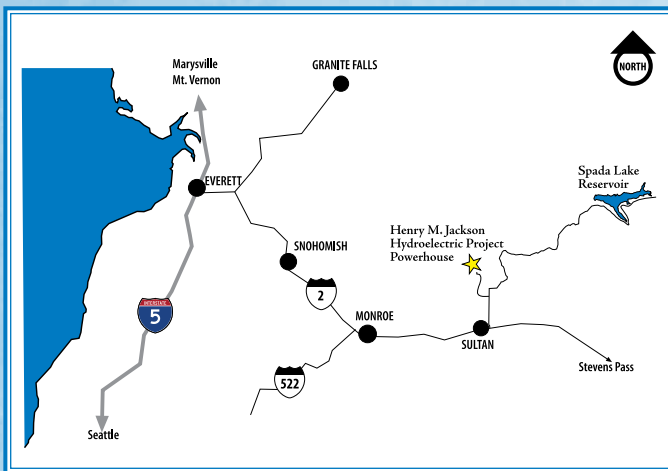 Marysville
Mt. Vernon
GRANITE FALLS
NORTH
EVERETT
Spada Lake
Reservoir
Henry M. Jackson
Hydroelectric Project
Powerhouse
SNOHOMISH
2
INTERSTATE
5
MONROE
SULTAN
Stevens Pass
522
Seattle